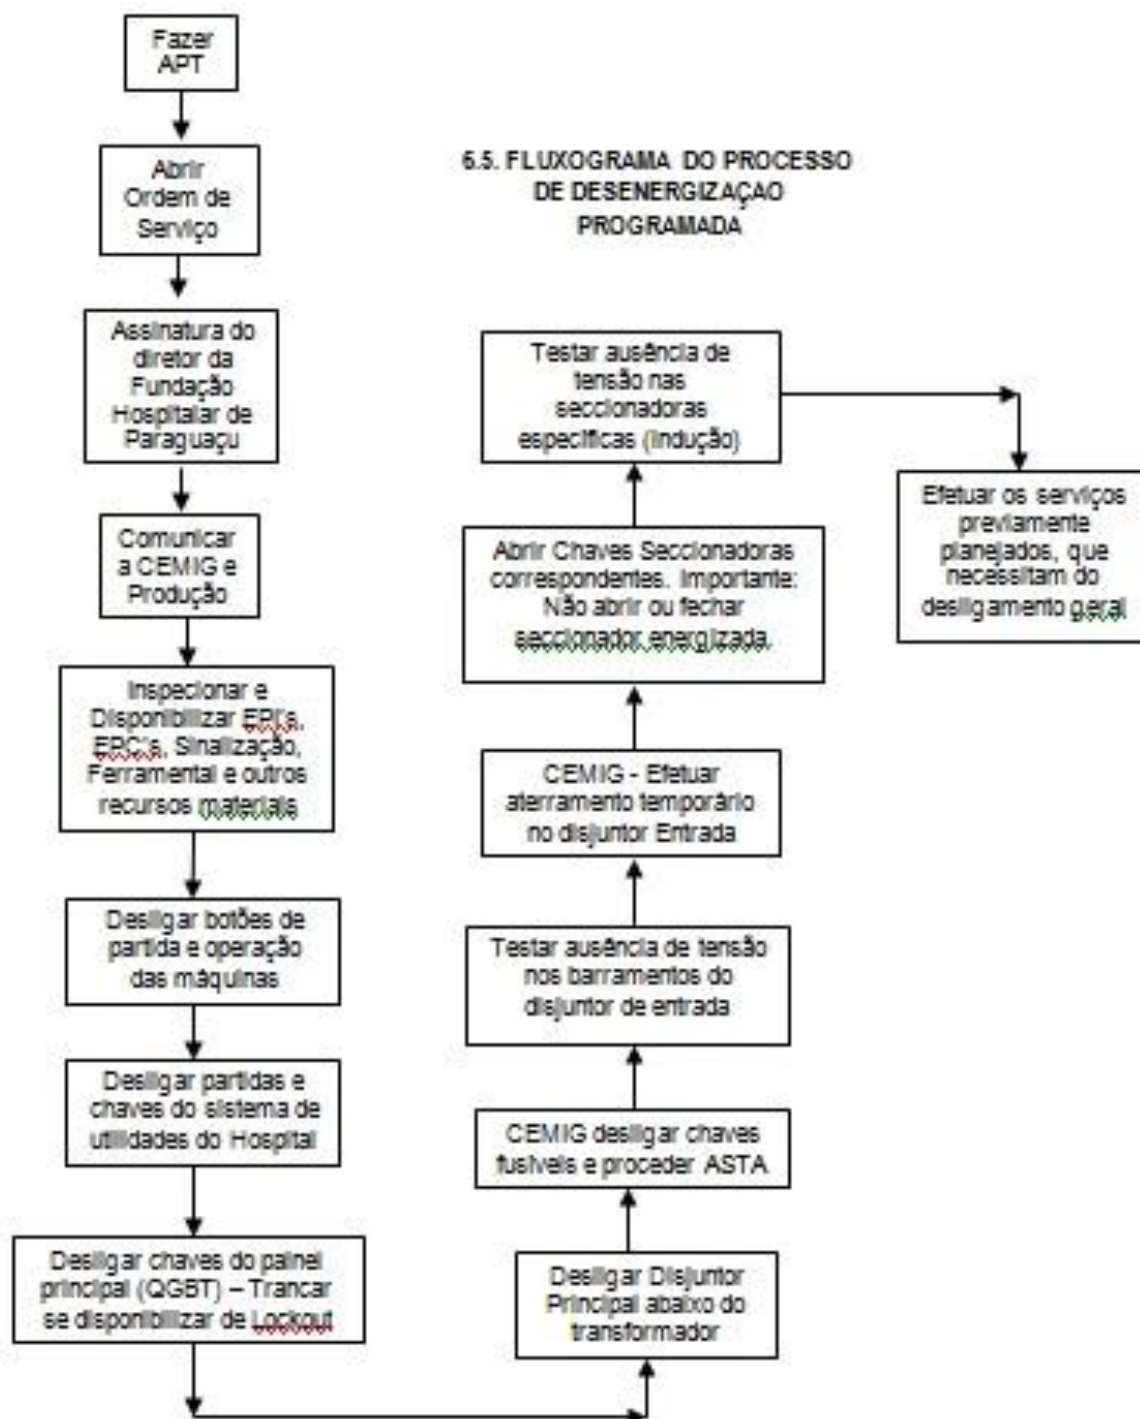 Fazer
APT
Abrir
Ordem de
Serviço
6.5. FLUXOGRAMA DO PROCESSO
DE DESENERGIZAÇAO
PROGRAMADA
Assinatura do
diretor da
Fundação
Hospitalar de
Paraguaçu
Comunicar
a CEMIG e
Produção
Inspecionar e
Disponibilizar EPI's,
EPC's, Sinalização,
Ferramental e outros
recursos materiais
Desligar botões de
partida e operação
das máquinas
Desligar partidas e
chaves do sistema de
utilidades do Hospital
Desligar chaves do painel
principal (QGBT) – Trancar
se disponibilizar de Lockout
Desligar Disjuntor
Principal abaixo do
transformador
CEMIG desligar chaves
fusíveis e proceder ASTA
Testar ausência de tensão
nos barramentos do
disjuntor de entrada
CEMIG - Efetuar
aterramento temporário
no disjuntor Entrada
Abrir Chaves Seccionadoras
correspondentes. Importante:
Não abrir ou fechar
seccionador energizada.
Testar ausência de
tensão nas
seccionadoras
específicas (Indução)
Efetuar os serviços
previamente
planejados, que
necessitam do
desligamento geral